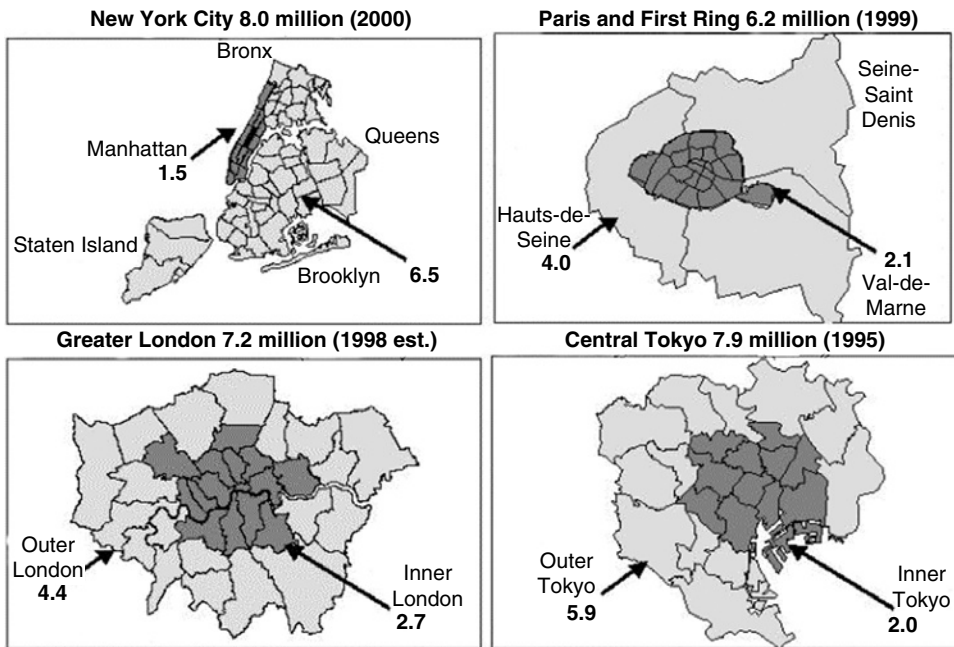 New York City 8.0 million (2000)
Bronx
Manhattan
1.5
Queens
Staten Island
Brooklyn
6.5
Paris and First Ring 6.2 million (1999)
Seine-
Saint
Denis
Hauts-de-
Seine
4.0
2.1
Val-de-
Marne
Greater London 7.2 million (1998 est.)
Outer
London
4.4
Inner
London
2.7
Central Tokyo 7.9 million (1995)
Outer
Tokyo
5.9
Inner
Tokyo
2.0